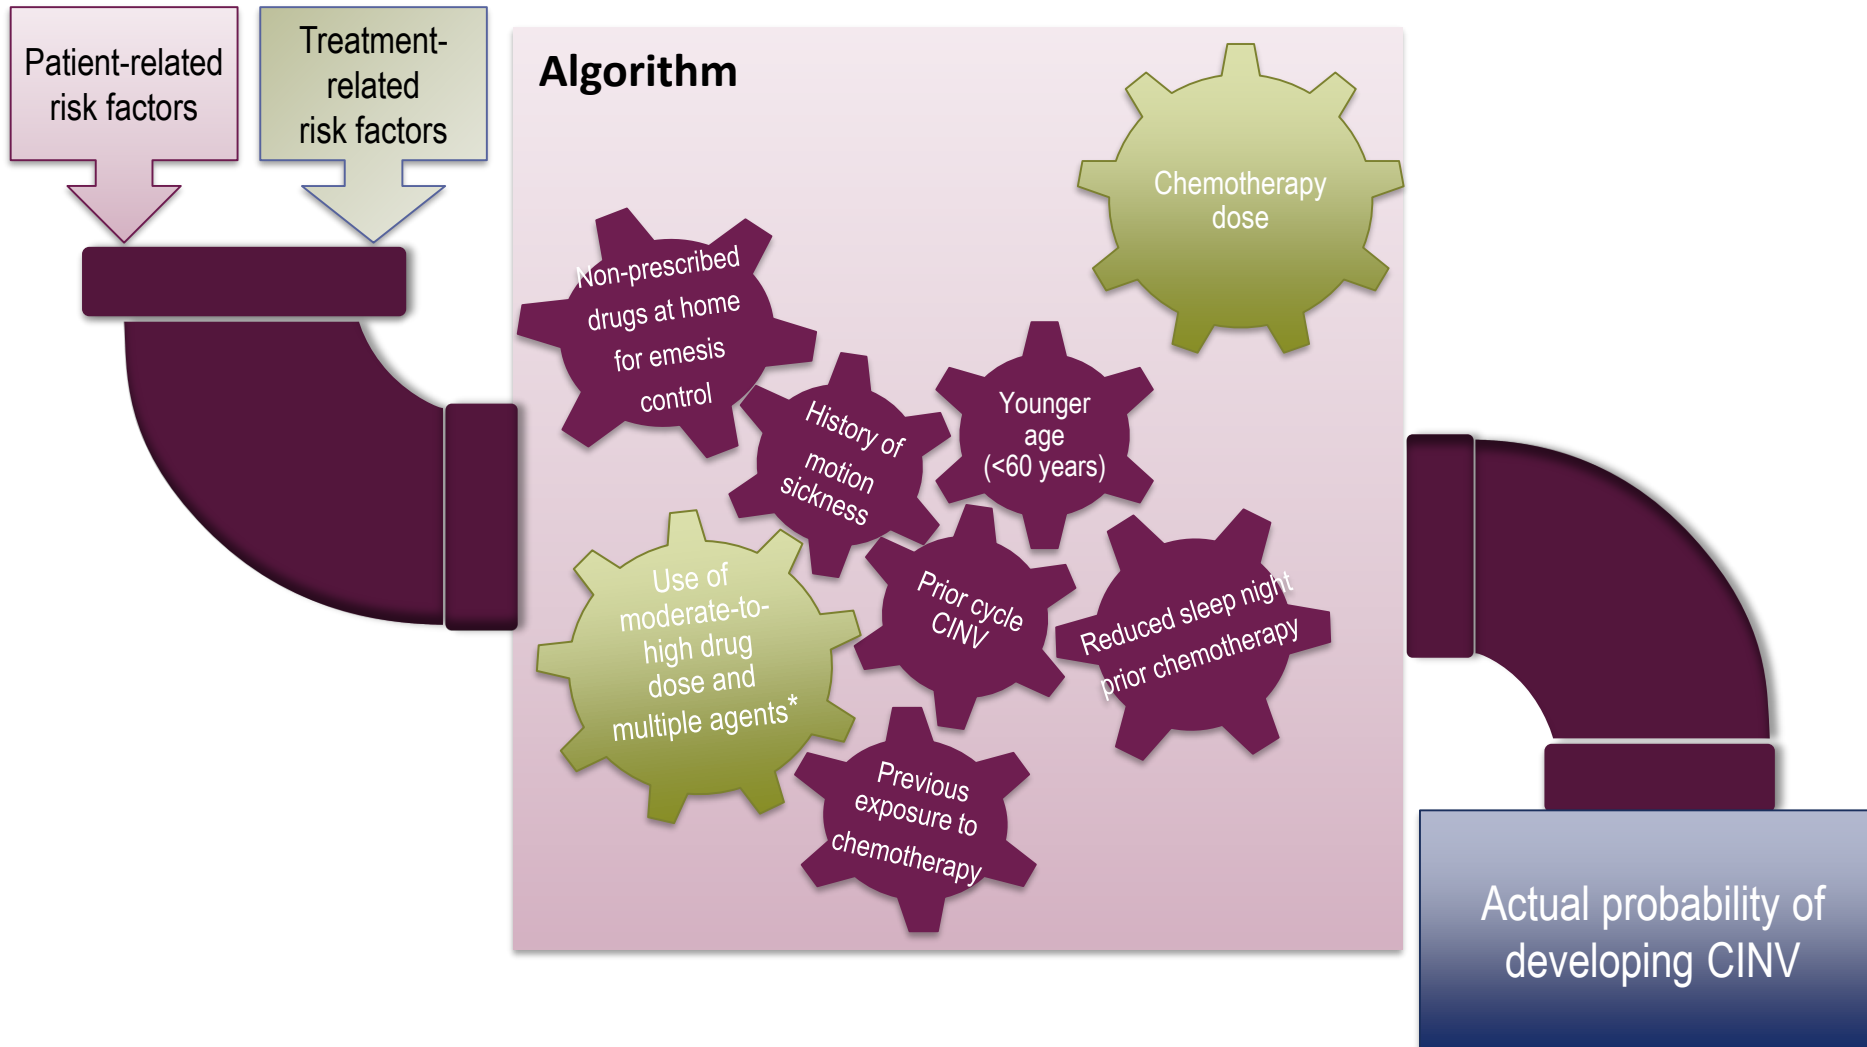 Patient-related
risk factors
Treatment-
related
risk factors
Algorithm
Chemotherapy
dose
Non-prescribed
drugs at home
for emesis
control
History of
motion
sickness
Younger
age
(<60 years)
Use of
moderate-to-
high drug
dose and
multiple agents*
Prior cycle
CINV
Reduced sleep night
prior chemotherapy
Previous
exposure to
chemotherapy
Actual probability of
developing CINV